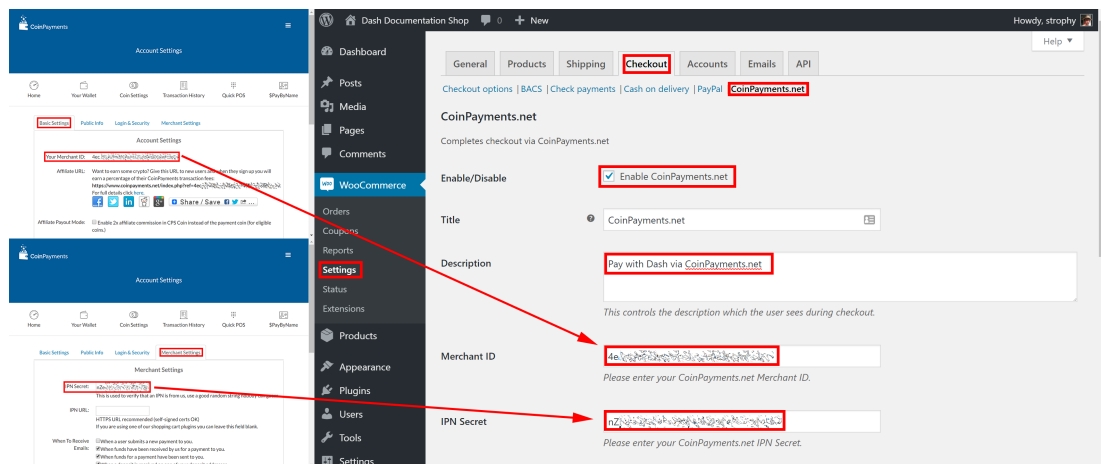 CoinPayments
Account Settings
Home
Your Wallet
Coin Settings
Transaction History
Quick POS
$PayByName
Basic Settings
Public Info
Login & Security
Merchant Settings
Account Settings
Your Merchant ID:
4ec
Affiliate URL:
Want to earn some crypto? Give this URL to new users and when they sign up you will
earn a percentage of their CoinPayments transaction fees:
https://www.coinpayments.net/index.php?ref=4ec
For full details click here.
Share / Save
Affiliate Payout Mode:
Enable 2x affiliate commission in CPS Coin instead of the payment coin (for eligible
coins.)
CoinPayments
Account Settings
Home
Your Wallet
Coin Settings
Transaction History
Quick POS
$PayByName
Basic Settings
Public Info
Login & Security
Merchant Settings
Merchant Settings
IPN Secret:
This is used to verify that an IPN is from us, use a good random string
IPN URL:
HTTPS URL recommended (self-signed certs OK)
If you are using one of our shopping cart plugins you can leave this field blank.
When To Receive
Emails:
When a user submits a new payment to you.
When funds have been received by us for a payment to you.
When funds for a payment have been sent to you.
Dash Documentation Shop
0
New
Howdy, strophy
Dashboard
Posts
Media
Pages
Comments
WooCommerce
Orders
Coupons
Reports
Settings
Status
Extensions
Products
Appearance
Plugins
Users
Tools
Settings
Help
General
Products
Shipping
Checkout
Accounts
Emails
API
Checkout options | BACS | Check payments | Cash on delivery | PayPal | CoinPayments.net
CoinPayments.net
Completes checkout via CoinPayments.net
Enable/Disable
Enable CoinPayments.net
Title
CoinPayments.net
Description
Pay with Dash via CoinPayments.net
This controls the description which the user sees during checkout.
Merchant ID
4e
Please enter your CoinPayments.net Merchant ID.
IPN Secret
nZ
Please enter your CoinPayments.net IPN Secret.